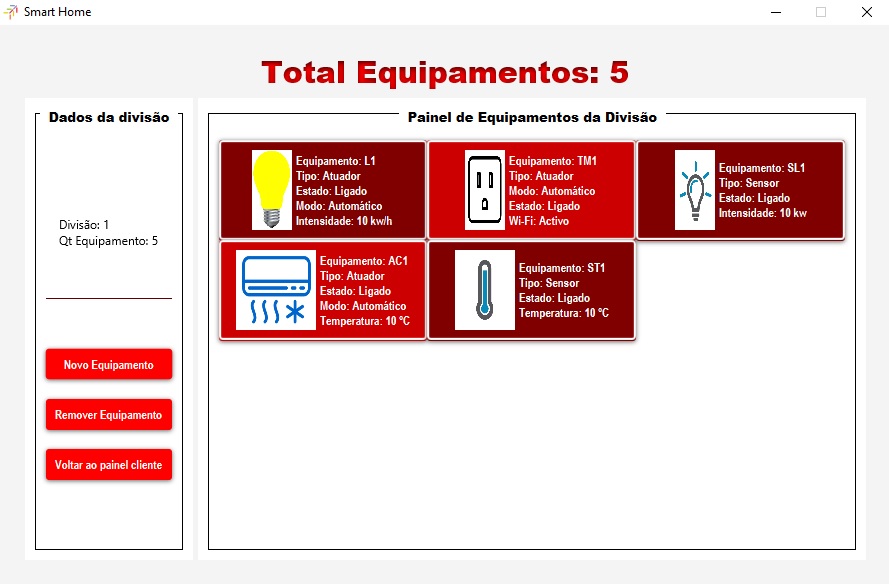 Smart Home
Total Equipamentos: 5
Dados da divisão
Divisão: 1
Qt Equipamento: 5
Novo Equipamento
Remover Equipamento
Voltar ao painel cliente
Painel de Equipamentos da Divisão
Equipamento: L1
Tipo: Atuador
Estado: Ligado
Modo: Automático
Intensidade: 10 kw/h
Equipamento: TM1
Tipo: Atuador
Modo: Automático
Estado: Ligado
Wi-Fi: Activo
Equipamento: SL1
Tipo: Sensor
Estado: Ligado
Intensidade: 10 kw
Equipamento: AC1
Tipo: Atuador
Estado: Ligado
Modo: Automático
Temperatura: 10 ºC
Equipamento: ST1
Tipo: Sensor
Estado: Ligado
Temperatura: 10 ºC